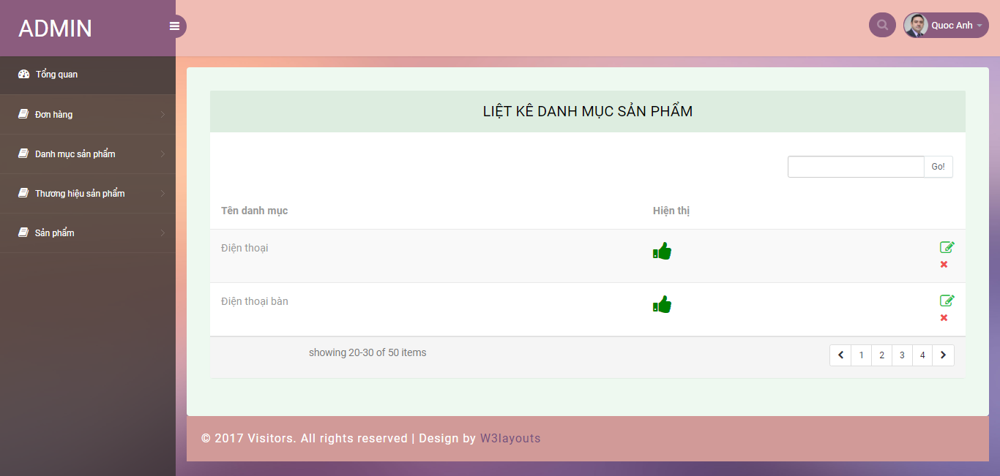 ADMIN
Quoc Anh
Tổng quan
Đơn hàng
Danh mục sản phẩm
Thương hiệu sản phẩm
Sản phẩm
LIỆT KÊ DANH MỤC SẢN PHẨM
Go!
Tên danh mục Hiện thị
Điện thoại
Điện thoại bàn
showing 20-30 of 50 items 1 2 3 4
© 2017 Visitors. All rights reserved | Design by W3layouts